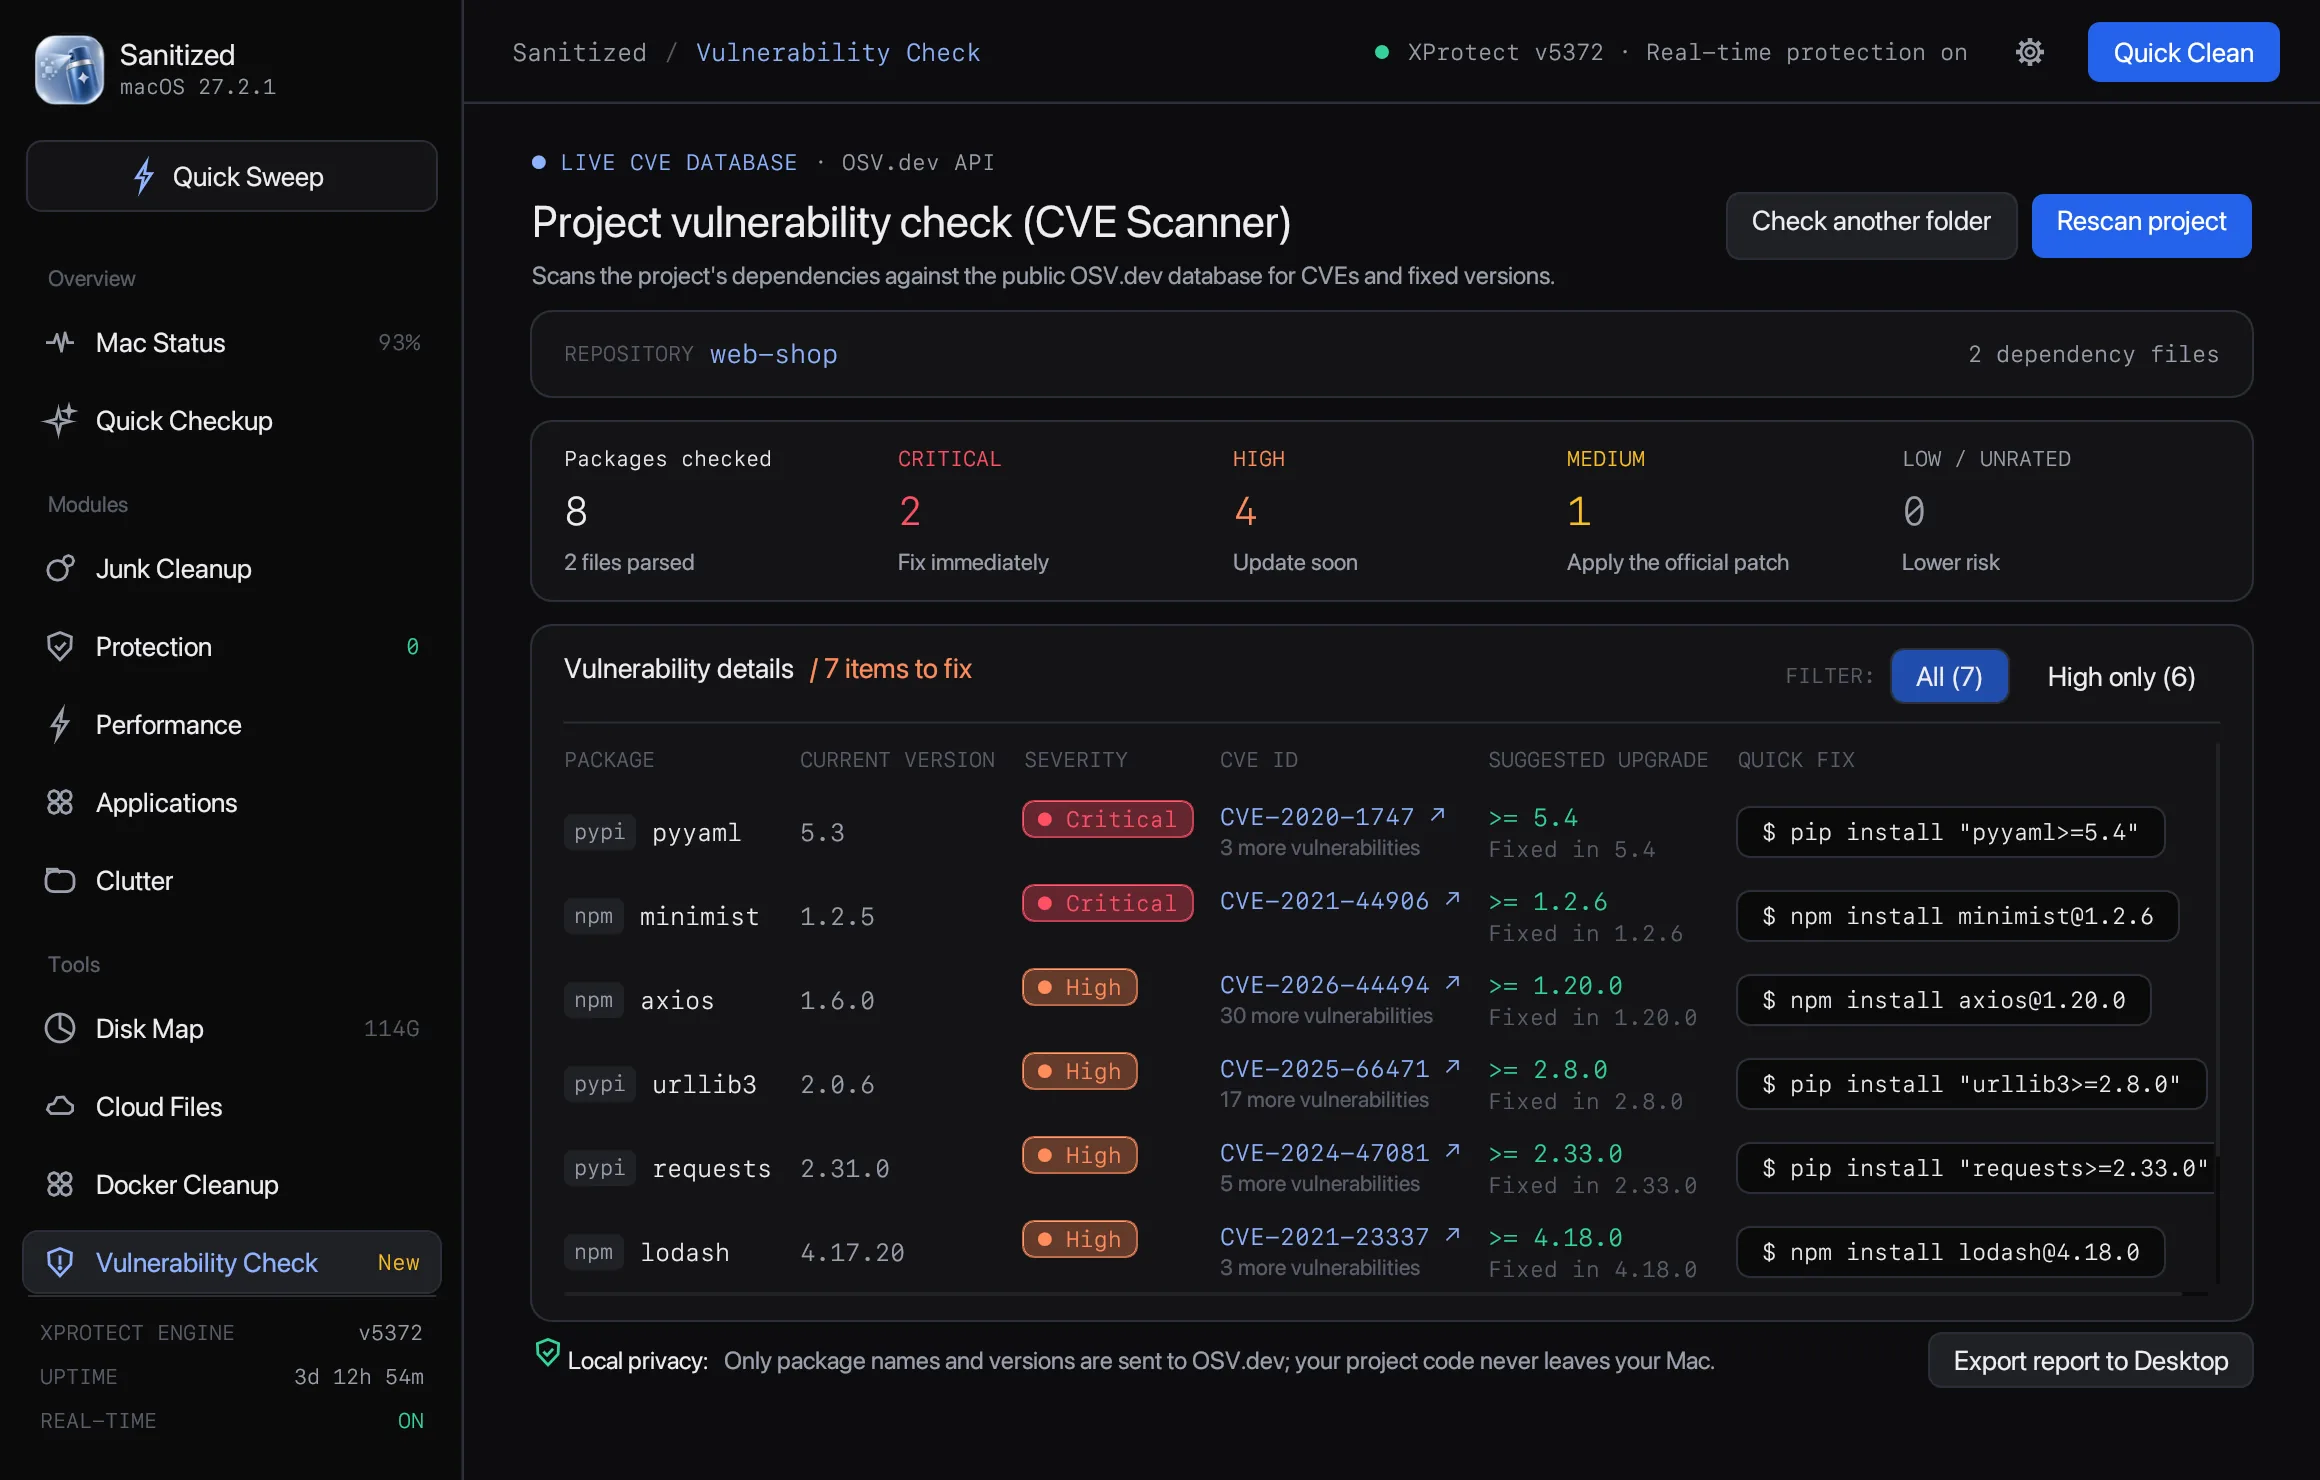 Sanitized
macOS 27.2.1
Quick Sweep
Overview
Mac Status 93%
Quick Checkup
Modules
Junk Cleanup
Protection 0
Performance
Applications
Clutter
Tools
Disk Map 114G
Cloud Files
Docker Cleanup
Vulnerability Check New
XPROTECT ENGINE v5372
UPTIME 3d 12h 54m
REAL-TIME ON
Sanitized / Vulnerability Check
XProtect v5372 · Real-time protection on
Quick Clean
LIVE CVE DATABASE · OSV.dev API
Project vulnerability check (CVE Scanner)
Scans the project's dependencies against the public OSV.dev database for CVEs and fixed versions.
Check another folder
Rescan project
REPOSITORY web-shop 2 dependency files
Packages checked CRITICAL HIGH MEDIUM LOW / UNRATED
8 2 4 1 0
2 files parsed Fix immediately Update soon Apply the official patch Lower risk
Vulnerability details / 7 items to fix FILTER: All (7) High only (6)
PACKAGE CURRENT VERSION SEVERITY CVE ID SUGGESTED UPGRADE QUICK FIX
pypi pyyaml 5.3 Critical CVE-2020-1747 ↗ >= 5.4 $ pip install "pyyaml>=5.4"
3 more vulnerabilities Fixed in 5.4
npm minimist 1.2.5 Critical CVE-2021-44906 ↗ >= 1.2.6 $ npm install minimist@1.2.6
Fixed in 1.2.6
npm axios 1.6.0 High CVE-2026-44494 ↗ >= 1.20.0 $ npm install axios@1.20.0
30 more vulnerabilities Fixed in 1.20.0
pypi urllib3 2.0.6 High CVE-2025-66471 ↗ >= 2.8.0 $ pip install "urllib3>=2.8.0"
17 more vulnerabilities Fixed in 2.8.0
pypi requests 2.31.0 High CVE-2024-47081 ↗ >= 2.33.0 $ pip install "requests>=2.33.0"
5 more vulnerabilities Fixed in 2.33.0
npm lodash 4.17.20 High CVE-2021-23337 ↗ >= 4.18.0 $ npm install lodash@4.18.0
3 more vulnerabilities Fixed in 4.18.0
Local privacy: Only package names and versions are sent to OSV.dev; your project code never leaves your Mac.
Export report to Desktop